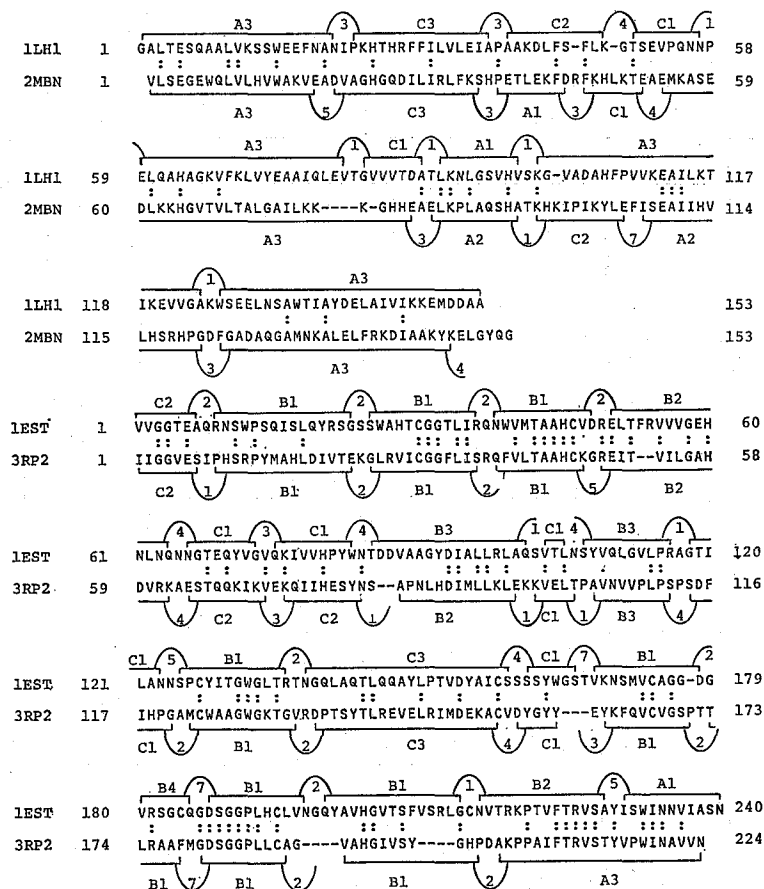 A3 3 C3 3 C2 4 C1 1
1LH1 1 GALTESQAALVKSSWEEFNANIPKHTHRFFILVLEIAPAAKDLFS-FLK-GTSEVPQNNP 58
2MBN 1 VLSEGEWQLVLHVWAKVEADVAGHGQDILIRLFKSHPETLEKFDRFKHLKTEAEMKASE 59
A3 5 C3 3 A1 3 C1 4
A3 1 C1 1 A1 1 A3
1LH1 59 ELQAHAGKVFKLVYEAAIQLEVTGVVVTDATLKNLGSVHVSKG-VADAHFPVVKEAILKT 117
2MBN 60 DLKKHGVTVLTALGAILKK----K-GHHEAELKPLAQSHATKHKIPIKYLEFISEAIIHV 114
A3 3 A2 1 C2 7 A2
1 A3
1LH1 118 IKEVVGAKWSEELNSAWTIAYDELAIVIKKEMDDAA 153
2MBN 115 LHSRHPGDFGADAQGAMNKALELFRKDIAAKYKELGYQG 153
3 A3 4
C2 2 B1 2 B1 2 B1 2 B2
1EST 1 VVGGTEAQRNSWPSQISLQYRSGSSWAHTCGGTLIRQNWVMTAAHCVDRELTFRVVVGEH 60
3RP2 1 IIGGVESIPHSRPYMAHLDIVTEKGLRVICGGFLISRQFVLTAAHCKGREIT--VILGAH 58
C2 1 B1 2 B1 2 B1 5 B2
4 C1 3 C1 4 B3 1 C1 4 B3 1
1EST 61 NLNQNNGTEQYVGVQKIVVHPYWNTDDVAAGYDIALLRLAQSVTLNSYVQLGVLPRAGTI 120
3RP2 59 DVRKAESTQQKIKVEKQIIHESYNS--APNLHDIMLLKLEKKVELTPAVNVVPLPSPSDF 116
4 C2 3 C1 1 B2 1 C1 1 B3 4
C1 5 B1 2 C3 4 C1 7 B1 2
1EST 121 LANNSPCYITGWGLTRTNGQLAQTLQQAYLPTVDYAICSSSSYWGSTVKNSMVCAGG-DG 179
3RP2 117 IHPGAMCWAAGWGKTGVRDPTSYTLREVELRIMDEKACVDYGYY---EYKFQVCVGSPTT 173
C1 2 B1 2 C3 4 C1 3 B1 2
B4 7 B1 2 B1 1 B2 5 A1
1EST 180 VRSGCQGDSGGPLHCLVNGQYAVHGVTSFVSRLGCNVTRKPTVFTRVSAYISWINNVIASN 240
3RP2 174 LRAAFMGDSGGPLLCAG----VAHGIVSY----GHPDAKPPAIFTRVSTYVPWINAVVN 224
B1 7 B1 2 B1 2 A3